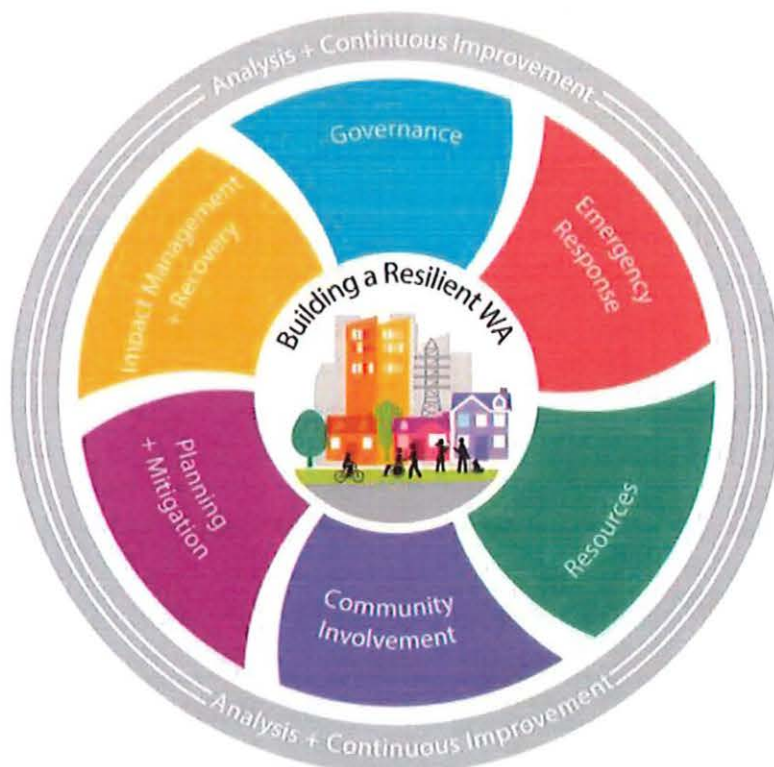 Analysis + Continuous Improvement
Governance
Emergency
Response
Resources
Community
Involvement
Planning
+ Mitigation
Impact Management
+ Recovery
Building a Resilient WA
Analysis + Continuous Improvement